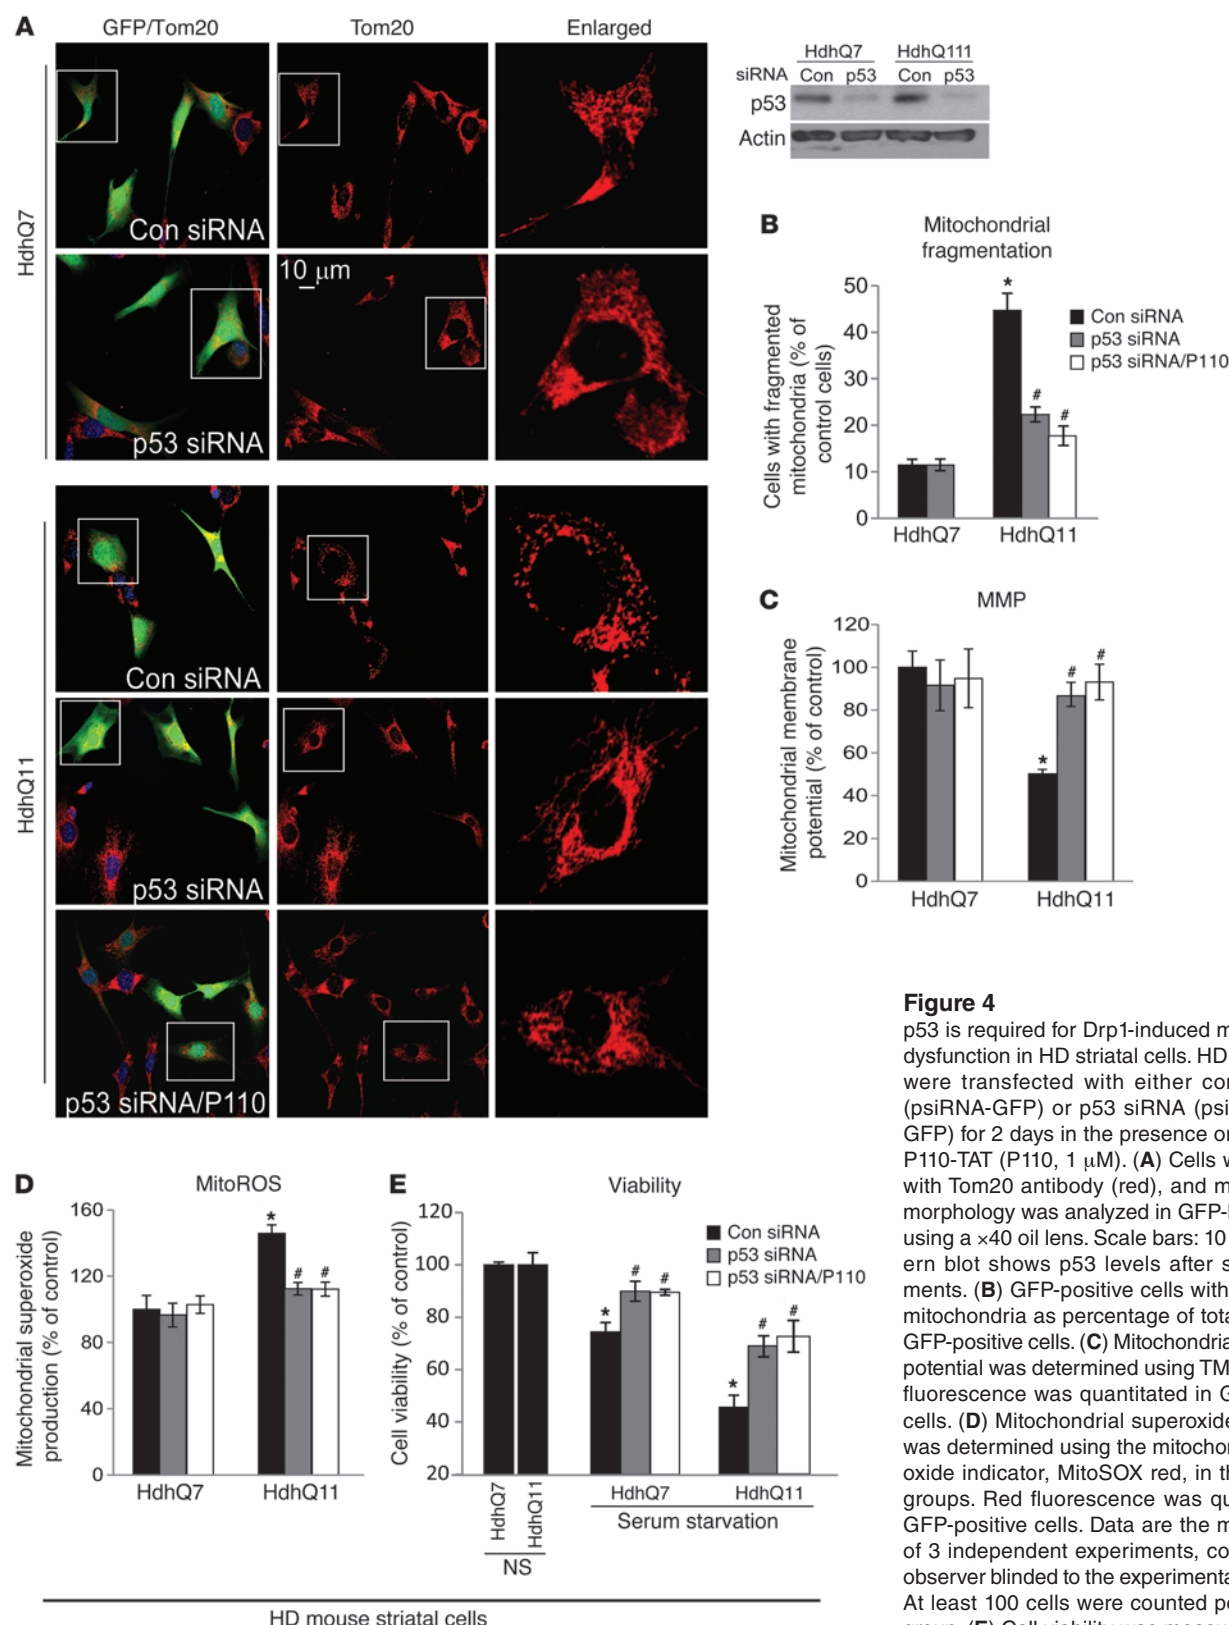 A
GFP/Tom20
Tom20
Enlarged
HdhQ7
Con siRNA
10 μm
p53 siRNA
HdhQ11
Con siRNA
p53 siRNA
p53 siRNA/P110
HdhQ7 HdhQ111
siRNA Con p53 Con p53
p53
Actin
B
Mitochondrial
fragmentation
Cells with fragmented
mitochondria (% of
control cells)
50
40
30
20
10
0
*
#
#
Con siRNA
p53 siRNA
p53 siRNA/P110
HdhQ7 HdhQ11
C
MMP
Mitochondrial membrane
potential (% of control)
120
100
80
60
40
20
0
*
#
#
HdhQ7 HdhQ11
Figure 4
p53 is required for Drp1-induced m
dysfunction in HD striatal cells. HD
were transfected with either con
(psiRNA-GFP) or p53 siRNA (psi
GFP) for 2 days in the presence or
P110-TAT (P110, 1 μM). (A) Cells w
with Tom20 antibody (red), and m
morphology was analyzed in GFP-
using a ×40 oil lens. Scale bars: 10
ern blot shows p53 levels after s
ments. (B) GFP-positive cells with
mitochondria as percentage of tota
GFP-positive cells. (C) Mitochondria
potential was determined using TM
fluorescence was quantitated in G
cells. (D) Mitochondrial superoxide
was determined using the mitochon
oxide indicator, MitoSOX red, in th
groups. Red fluorescence was qu
GFP-positive cells. Data are the m
of 3 independent experiments, co
observer blinded to the experimenta
At least 100 cells were counted pe
group. (E) Cell viability was measu
D
MitoROS
Mitochondrial superoxide
production (% of control)
160
120
80
40
0
*
#
#
HdhQ7 HdhQ11
E
Viability
Cell viability (% of control)
120
100
80
60
40
20
*
#
#
*
#
#
Con siRNA
p53 siRNA
p53 siRNA/P110
HdhQ7
HdhQ11
NS
HdhQ7 HdhQ11
Serum starvation
HD mouse striatal cells